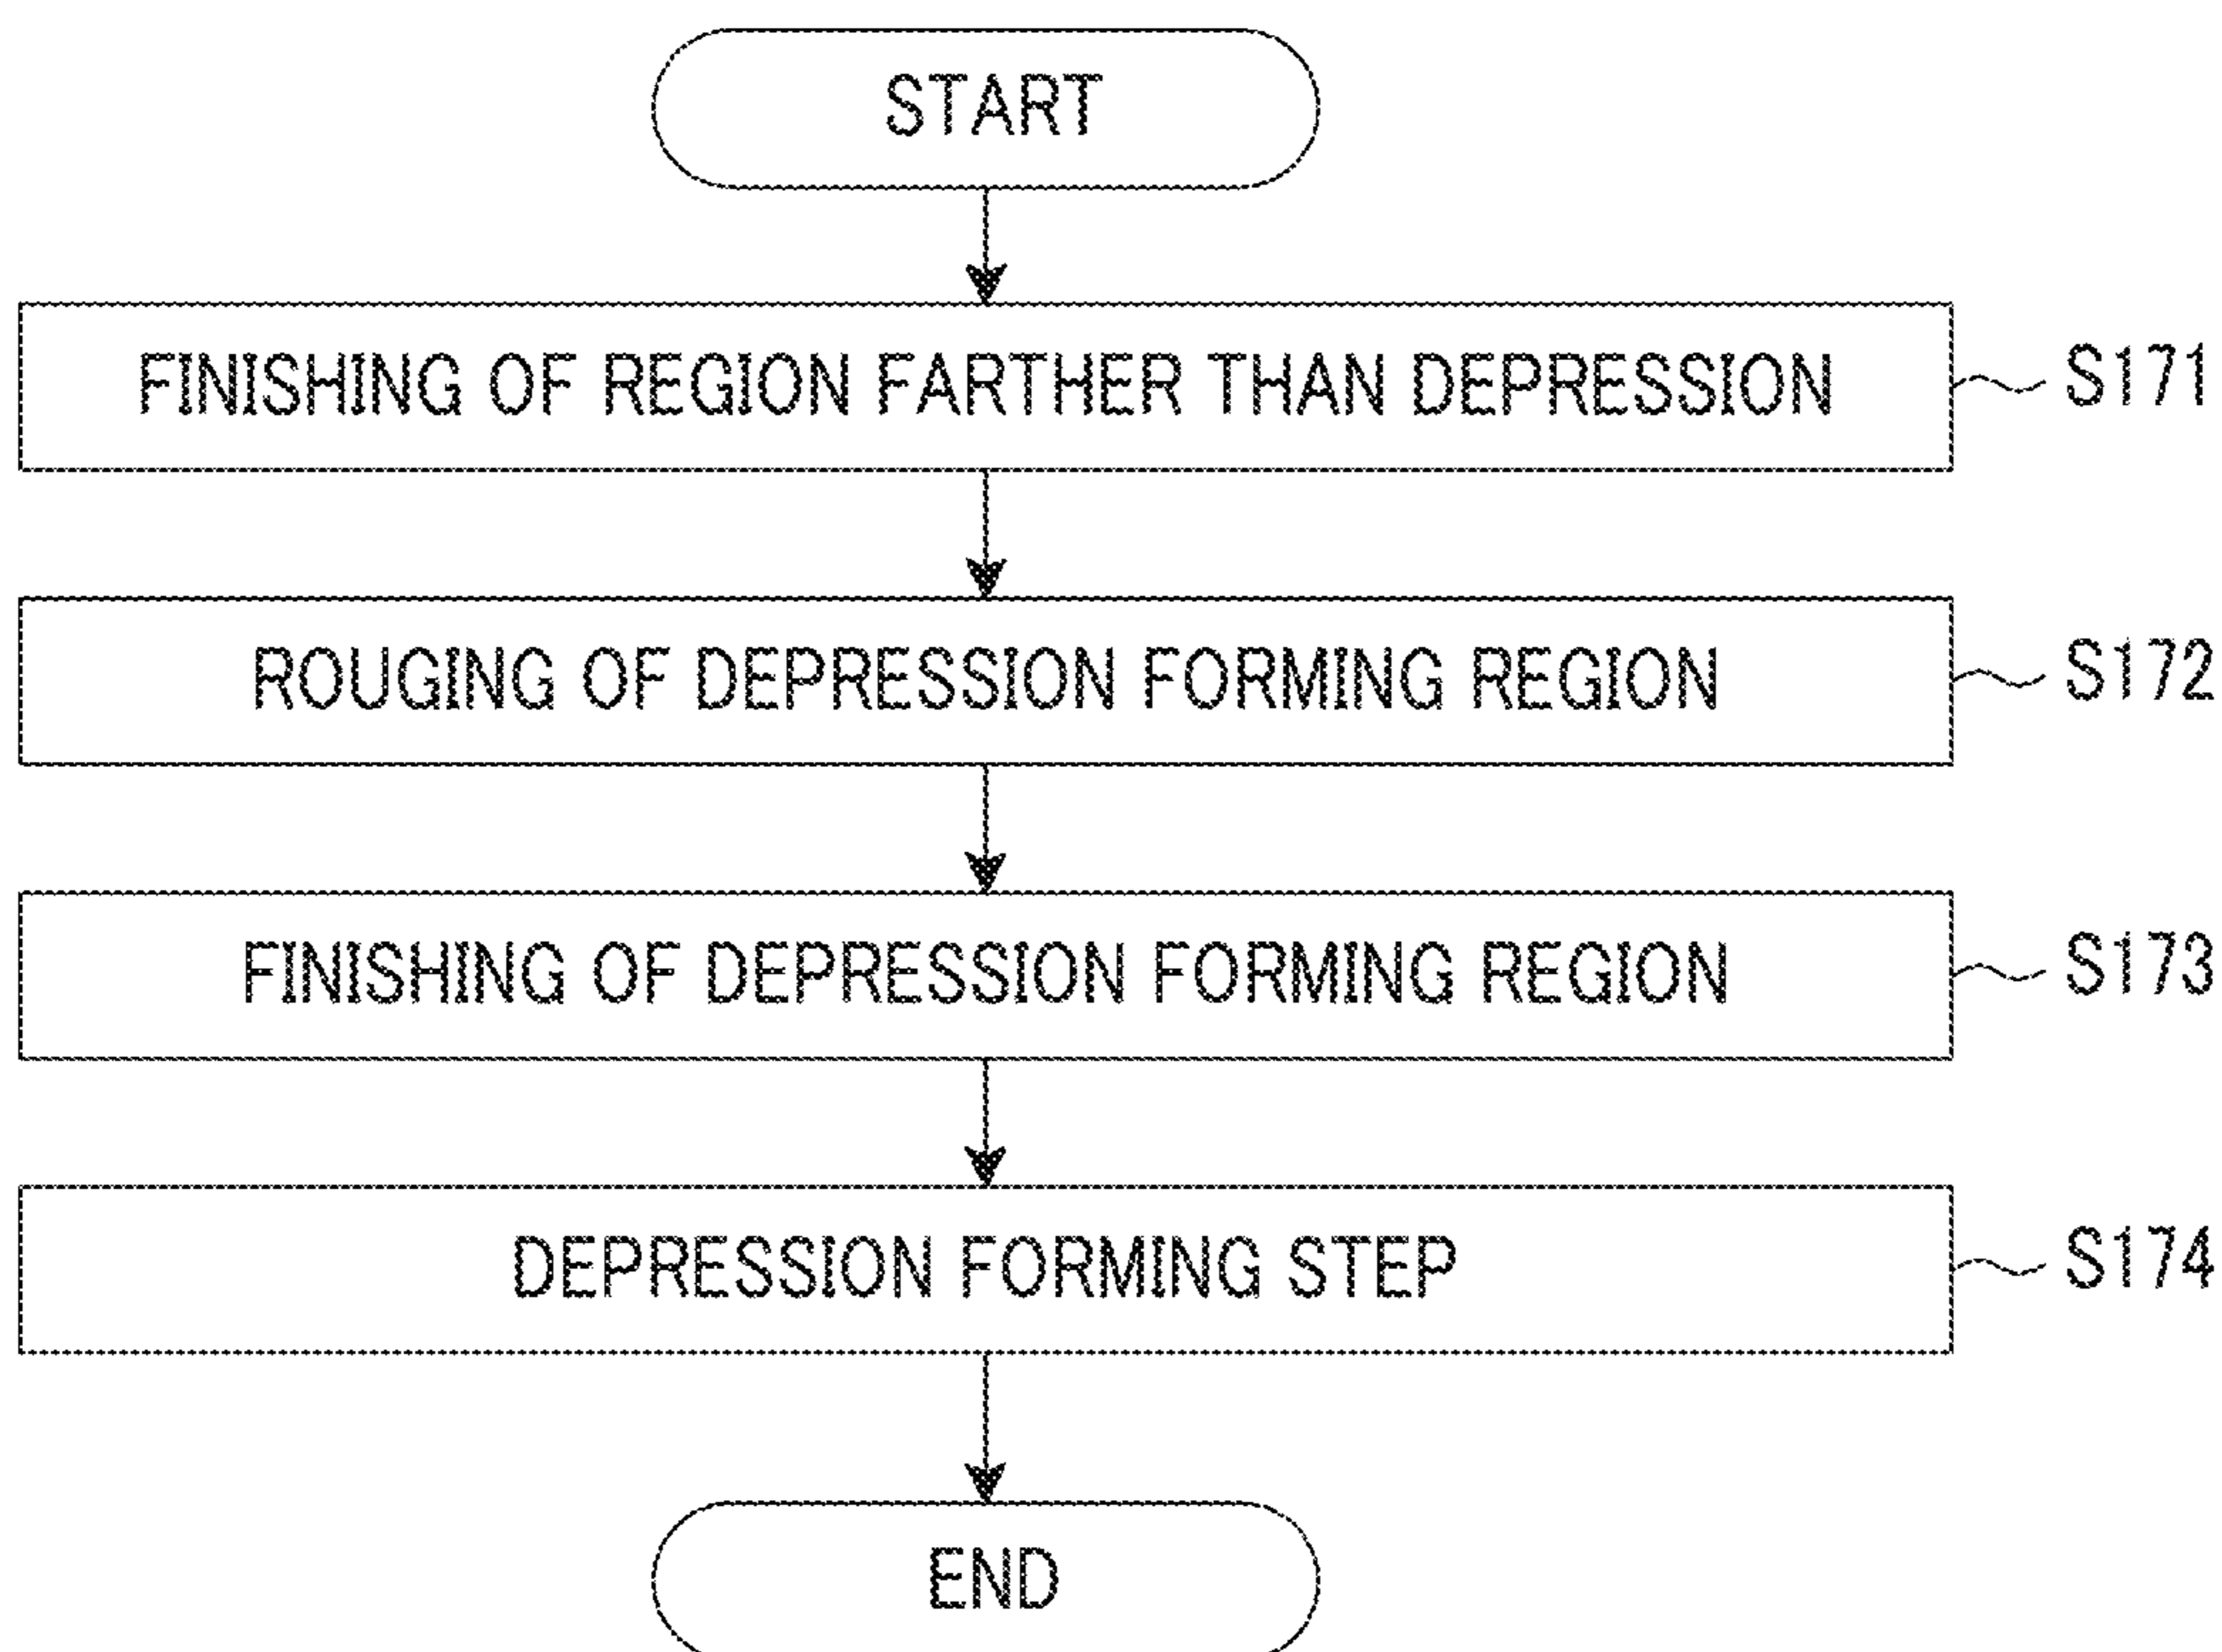 START
FINISHING OF REGION FARTHER THAN DEPRESSION S171
ROUGING OF DEPRESSION FORMING REGION S172
FINISHING OF DEPRESSION FORMING REGION S173
DEPRESSION FORMING STEP S174
END